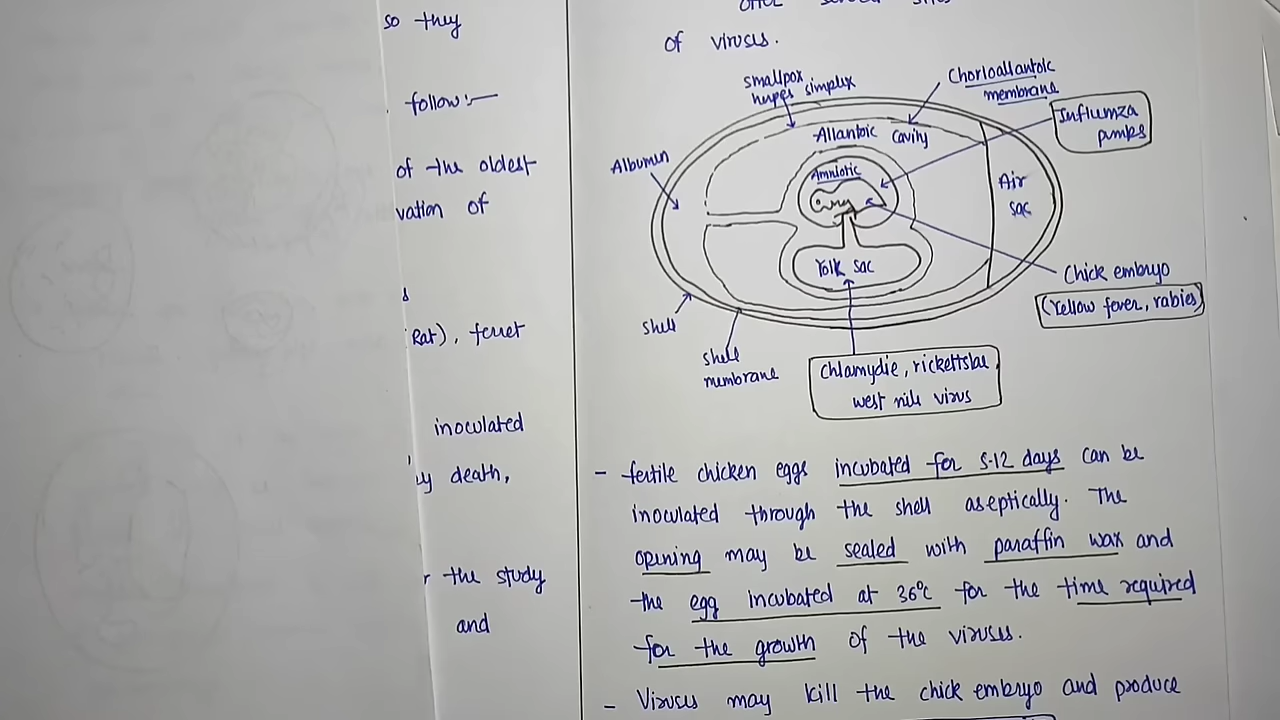 so they
follow:-
of the oldest
vation of
Rat), ferret
inoculated
death,
the study
and
of viruses.
smallpox
herpes simplex
Chorioallantoic
membrane
Influenza
pumps
Albumen
Allantoic Cavity
Amniotic
Air
sac
Yolk sac
Chick embryo
(Yellow fever, rabies)
shell
shell
membrane
Chlamydie, rickettsiae,
west nile virus
- fertile chicken eggs incubated for 5-12 days can be
inoculated through the shell aseptically. The
opening may be sealed with paraffin wax and
the egg incubated at 36°c for the time required
for the growth of the viruses.
- Viruses may kill the chick embryo and produce